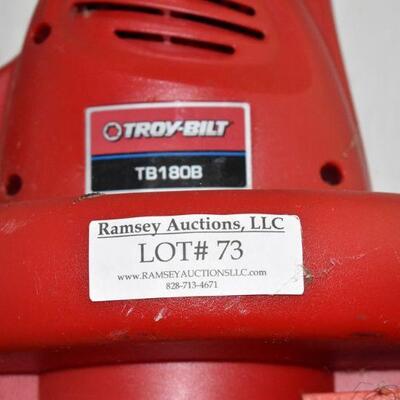 TROY-BILT
TB180B
Ramsey Auctions, LLC
LOT# 73
www.RAMSEYAUCTIONSLLC.com
828-713-4671